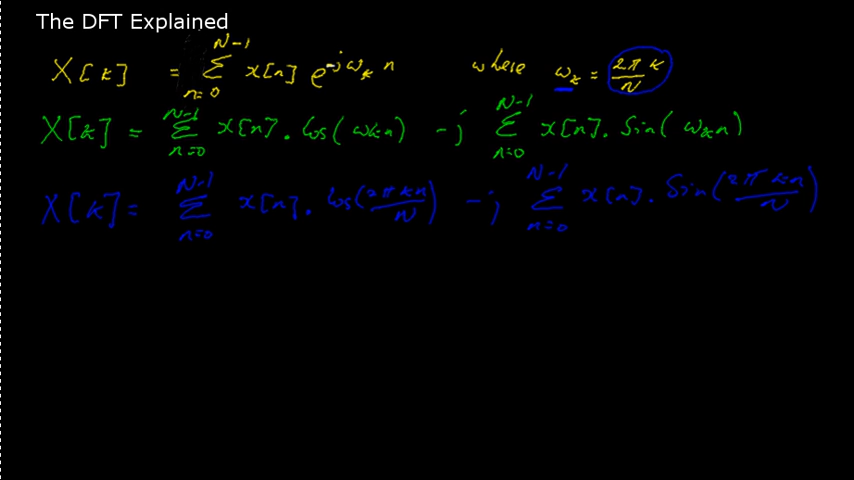 The DFT Explained
X[k] = Σ_{n=0}^{N-1} x[n] e^{-jω_k n} where ω_k = 2πk/N
X[k] = Σ_{n=0}^{N-1} x[n] . Cos(ω_k n) - j Σ_{n=0}^{N-1} x[n] . Sin(ω_k n)
X[k] = Σ_{n=0}^{N-1} x[n] . Cos(2πkn/N) - j Σ_{n=0}^{N-1} x[n] . Sin(2πkn/N)